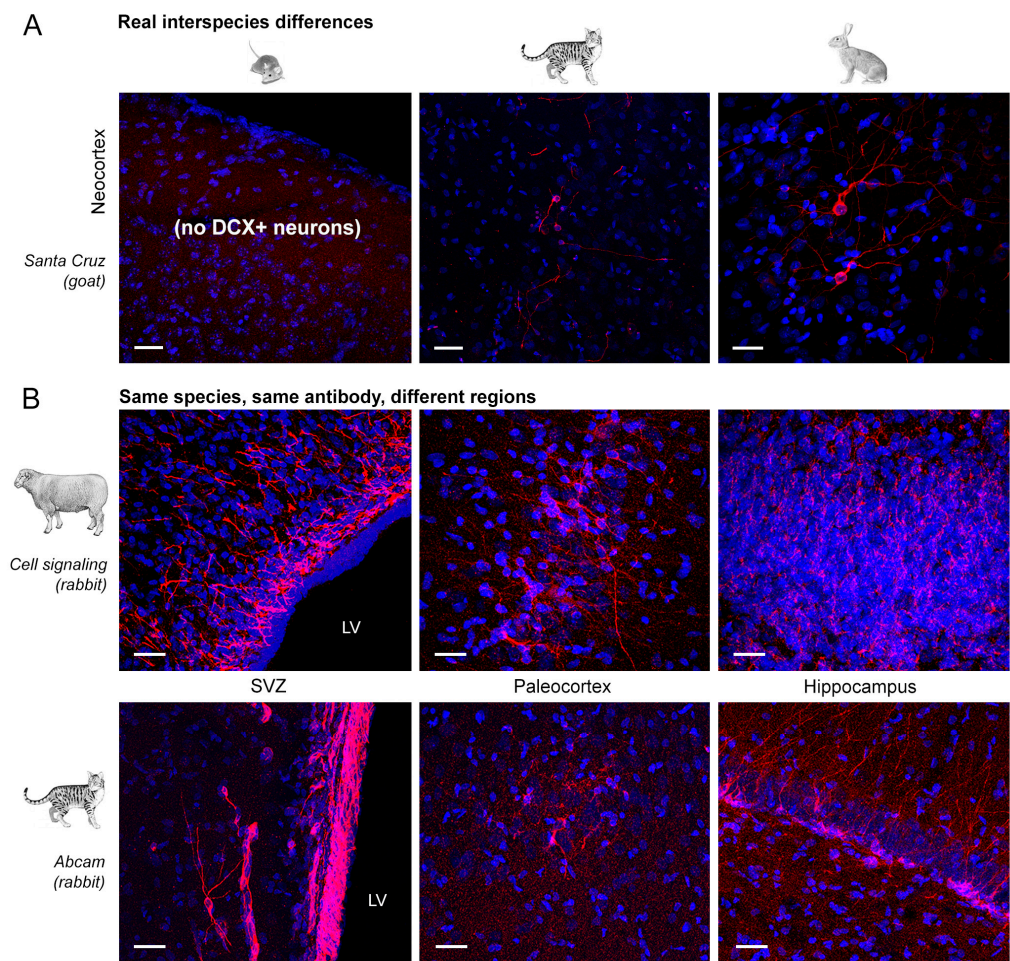 A
Real interspecies differences
Neocortex
Santa Cruz
(goat)
(no DCX+ neurons)
B
Same species, same antibody, different regions
Cell signaling
(rabbit)
LV
SVZ
Paleocortex
Hippocampus
Abcam
(rabbit)
LV